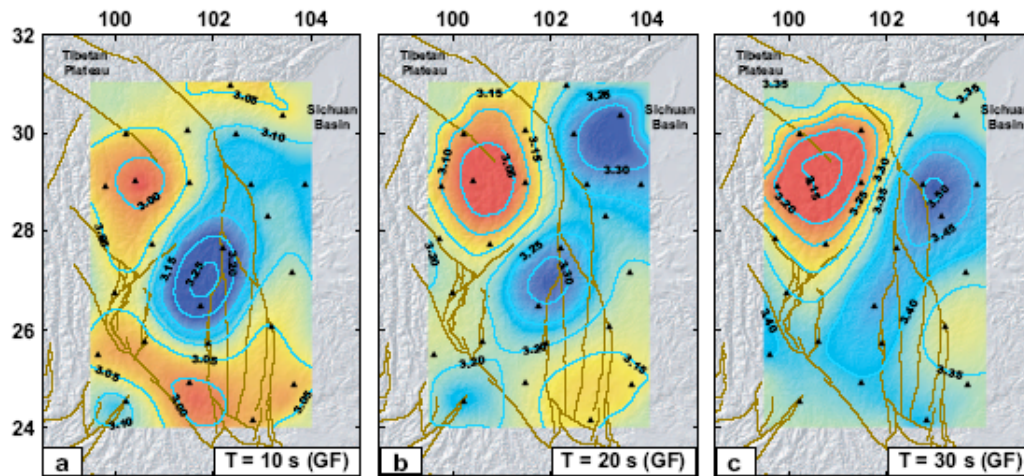 100 102 104 100 102 104 100 102 104
32
30
28
26
24
Tibetan
Plateau
Sichuan
Basin
3.05
3.10
3.00
3.15
3.25
3.05
3.05
3.00
3.05
3.10
a
T = 10 s (GF)
Tibetan
Plateau
Sichuan
Basin
3.15
3.25
3.10
3.15
3.05
3.30
3.25
3.30
3.20
3.20
3.20
3.15
b
T = 20 s (GF)
Tibetan
Plateau
Sichuan
Basin
3.35
3.35
3.30
3.15
3.20
3.25
3.35
3.50
3.45
3.40
3.40
3.35
c
T = 30 s (GF)